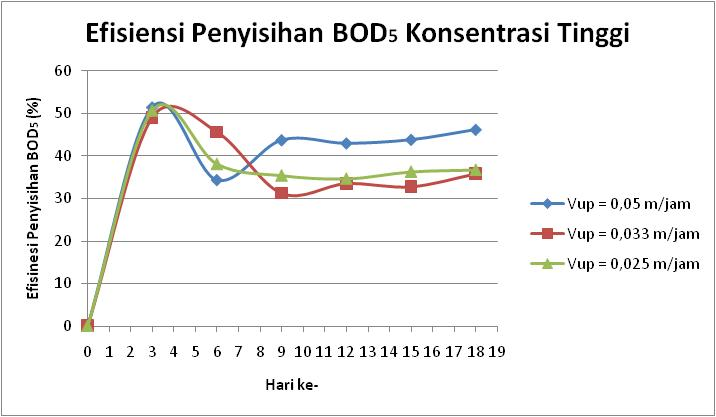 Efisiensi Penyisihan BOD₅ Konsentrasi Tinggi
Efisinesi Penyisihan BOD₅ (%)
60
50
40
30
20
10
0
0 1 2 3 4 5 6 7 8 9 10 11 12 13 14 15 16 17 18 19
Hari ke-
Vup = 0,05 m/jam
Vup = 0,033 m/jam
Vup = 0,025 m/jam